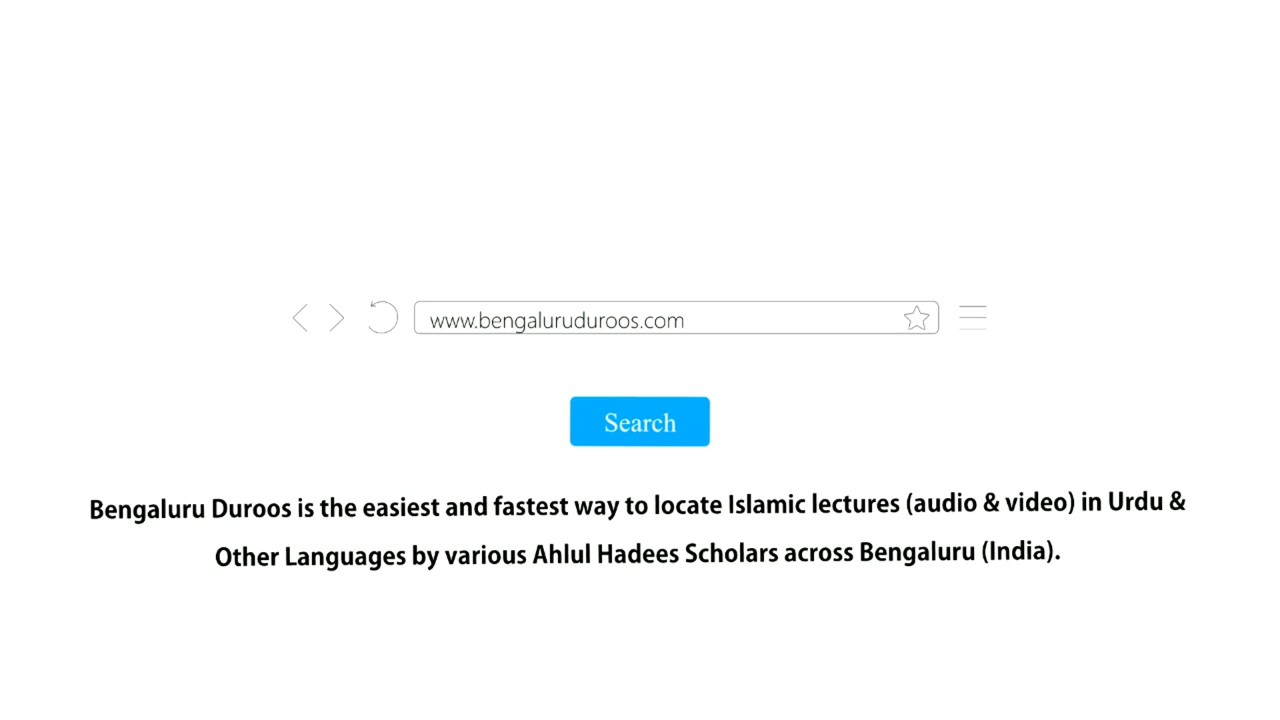 www.bengaluruduroos.com
Search
Bengaluru Duroos is the easiest and fastest way to locate Islamic lectures (audio & video) in Urdu &
Other Languages by various Ahlul Hadees Scholars across Bengaluru (India).